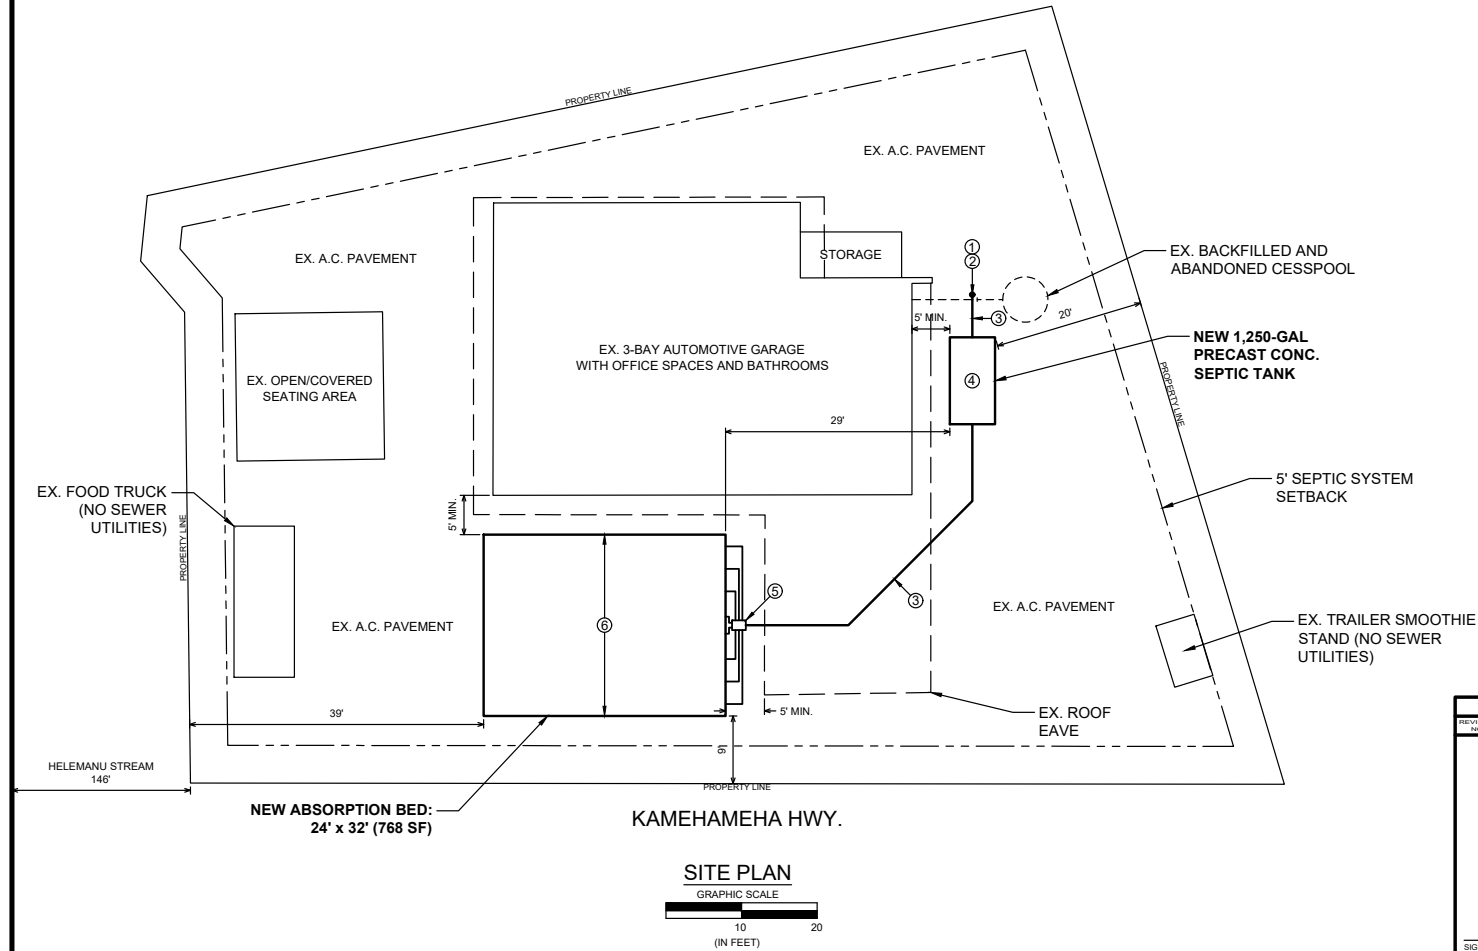 PROPERTY LINE
EX. A.C. PAVEMENT
EX. A.C. PAVEMENT
STORAGE
①
②
EX. BACKFILLED AND
ABANDONED CESSPOOL
③
5' MIN.
20'
NEW 1,250-GAL
PRECAST CONC.
SEPTIC TANK
EX. 3-BAY AUTOMOTIVE GARAGE
WITH OFFICE SPACES AND BATHROOMS
④
EX. OPEN/COVERED
SEATING AREA
PROPERTY LINE
29'
EX. FOOD TRUCK
(NO SEWER
UTILITIES)
5' SEPTIC SYSTEM
SETBACK
5' MIN.
PROPERTY LINE
⑤
③
⑥
EX. A.C. PAVEMENT
EX. A.C. PAVEMENT
EX. TRAILER SMOOTHIE
STAND (NO SEWER
UTILITIES)
39'
5' MIN.
EX. ROOF
EAVE
9'
HELEMANU STREAM
146'
PROPERTY LINE
NEW ABSORPTION BED:
24' x 32' (768 SF)
KAMEHAMEHA HWY.
SITE PLAN
GRAPHIC SCALE
10 20
(IN FEET)